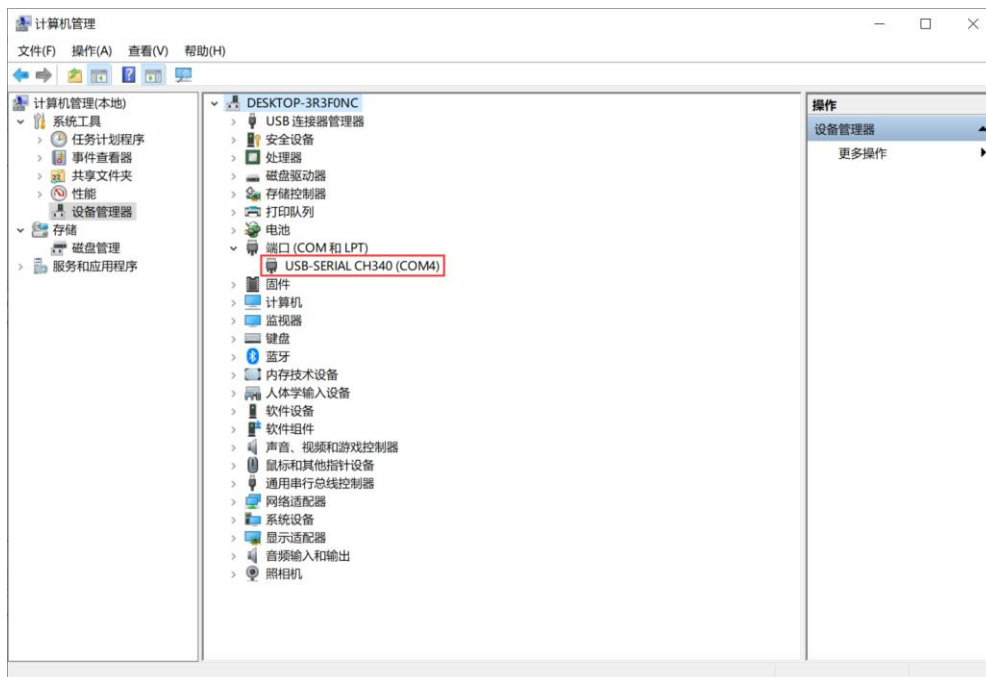 计算机管理
文件(F) 操作(A) 查看(V) 帮助(H)
计算机管理(本地)
系统工具
任务计划程序
事件查看器
共享文件夹
性能
设备管理器
存储
磁盘管理
服务和应用程序
DESKTOP-3R3F0NC
USB 连接器管理器
安全设备
处理器
磁盘驱动器
存储控制器
打印队列
电池
端口 (COM 和 LPT)
USB-SERIAL CH340 (COM4)
固件
计算机
监视器
键盘
蓝牙
内存技术设备
人体学输入设备
软件设备
软件组件
声音、视频和游戏控制器
鼠标和其他指针设备
通用串行总线控制器
网络适配器
系统设备
显示适配器
音频输入和输出
照相机
操作
设备管理器
更多操作